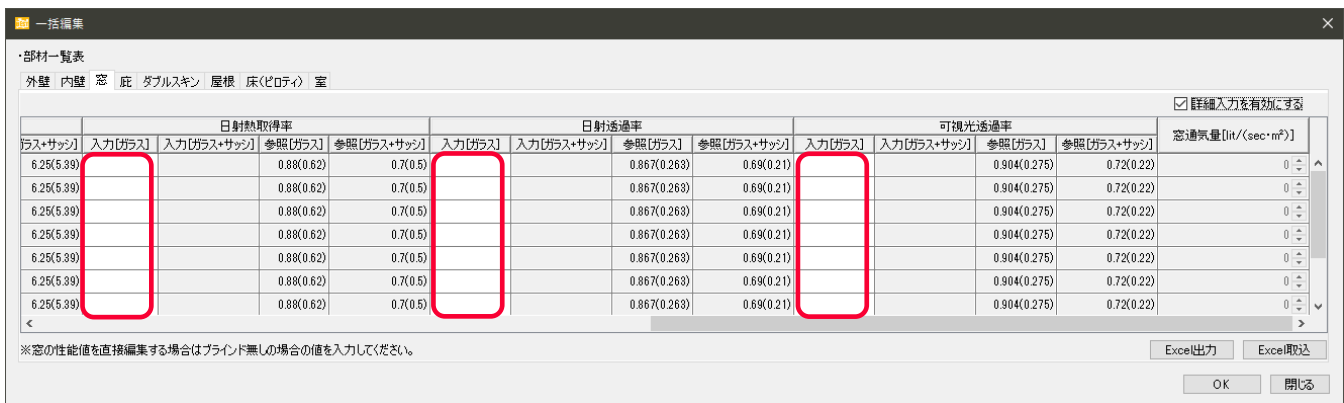 一括編集
・部材一覧表
外壁 内壁 窓 庇 ダブルスキン 屋根 床(ピロティ) 室
詳細入力を有効にする
日射熱取得率 日射透過率 可視光透過率 窓通気量[lit/(sec・m²)]
ラス+サッシ] 入力[ガラス] 入力[ガラス+サッシ] 参照[ガラス] 参照[ガラス+サッシ] 入力[ガラス] 入力[ガラス+サッシ] 参照[ガラス] 参照[ガラス+サッシ] 入力[ガラス] 入力[ガラス+サッシ] 参照[ガラス] 参照[ガラス+サッシ]
6.25(5.39) 0.88(0.62) 0.7(0.5) 0.867(0.263) 0.69(0.21) 0.904(0.275) 0.72(0.22) 0
6.25(5.39) 0.88(0.62) 0.7(0.5) 0.867(0.263) 0.69(0.21) 0.904(0.275) 0.72(0.22) 0
6.25(5.39) 0.88(0.62) 0.7(0.5) 0.867(0.263) 0.69(0.21) 0.904(0.275) 0.72(0.22) 0
6.25(5.39) 0.88(0.62) 0.7(0.5) 0.867(0.263) 0.69(0.21) 0.904(0.275) 0.72(0.22) 0
6.25(5.39) 0.88(0.62) 0.7(0.5) 0.867(0.263) 0.69(0.21) 0.904(0.275) 0.72(0.22) 0
6.25(5.39) 0.88(0.62) 0.7(0.5) 0.867(0.263) 0.69(0.21) 0.904(0.275) 0.72(0.22) 0
6.25(5.39) 0.88(0.62) 0.7(0.5) 0.867(0.263) 0.69(0.21) 0.904(0.275) 0.72(0.22) 0
※窓の性能値を直接編集する場合はブラインド無しの場合の値を入力してください。
Excel出力 Excel取込
OK 閉じる